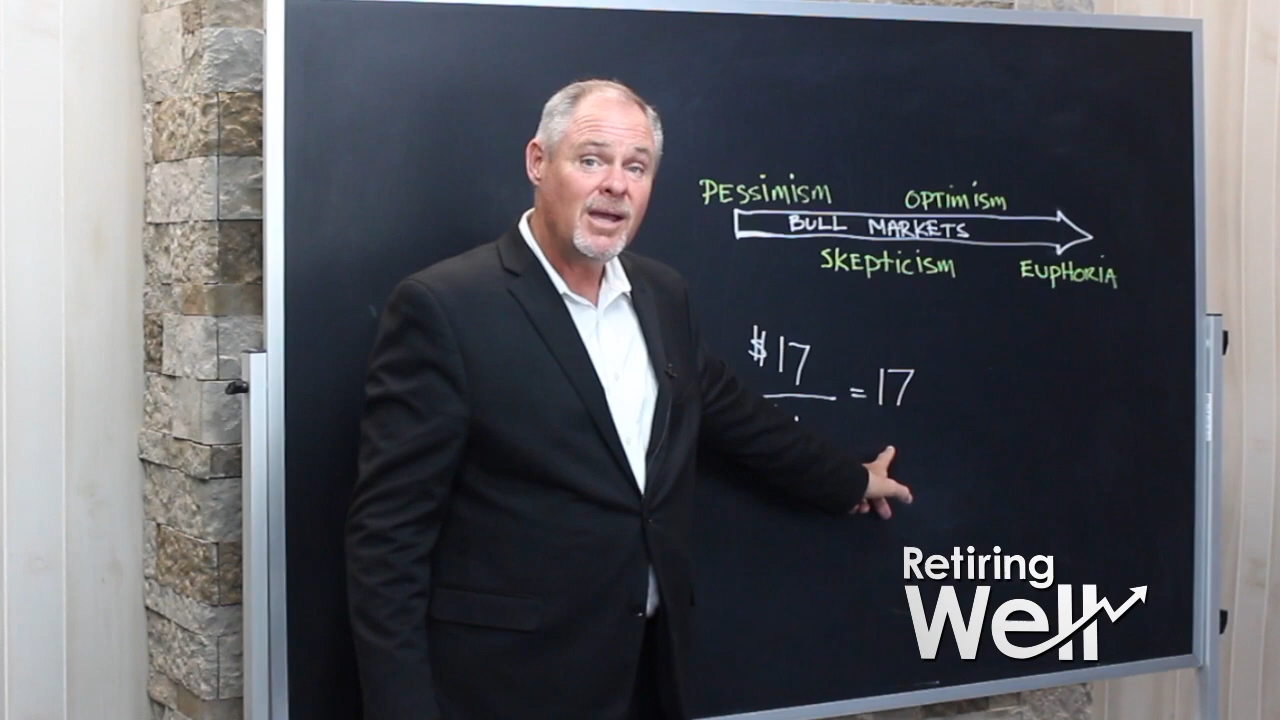 PESSIMISM OPTIMISM
BULL MARKETS
SKEPTICISM EUPHORIA
$17 = 17
Retiring
Well